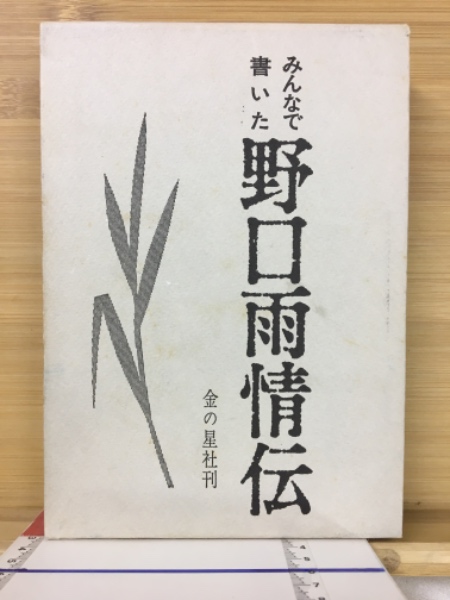 みんなで
書いた
野口雨情伝
金の星社刊